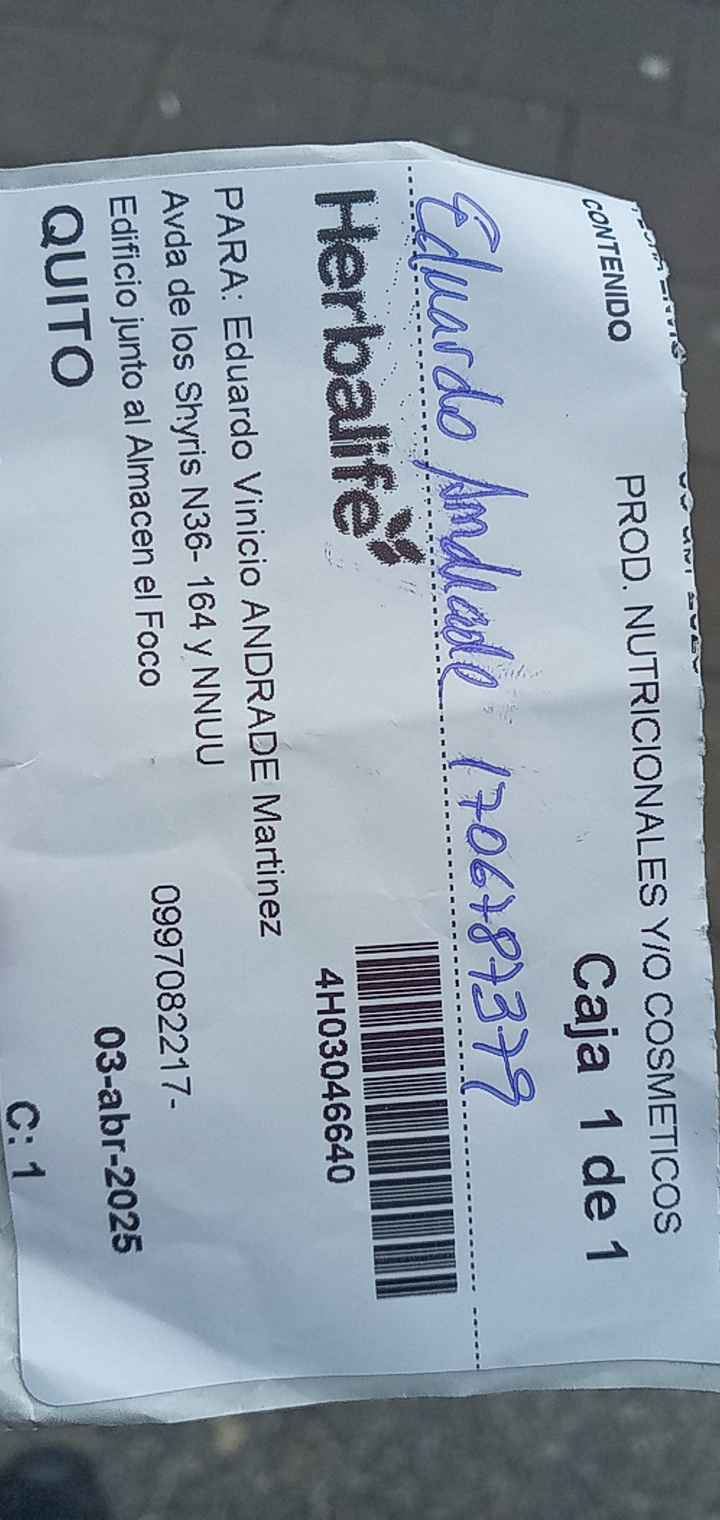 CONTENIDO PROD. NUTRICIONALES Y/O COSMETICOS
Caja 1 de 1
Eduardo Andrade 1706787379
Herbalife
4H03046640
PARA: Eduardo Vinicio ANDRADE Martinez
Avda de los Shyris N36- 164 y NNUU
0997082217-
Edificio junto al Almacen el Foco
03-abr-2025
QUITO
C: 1